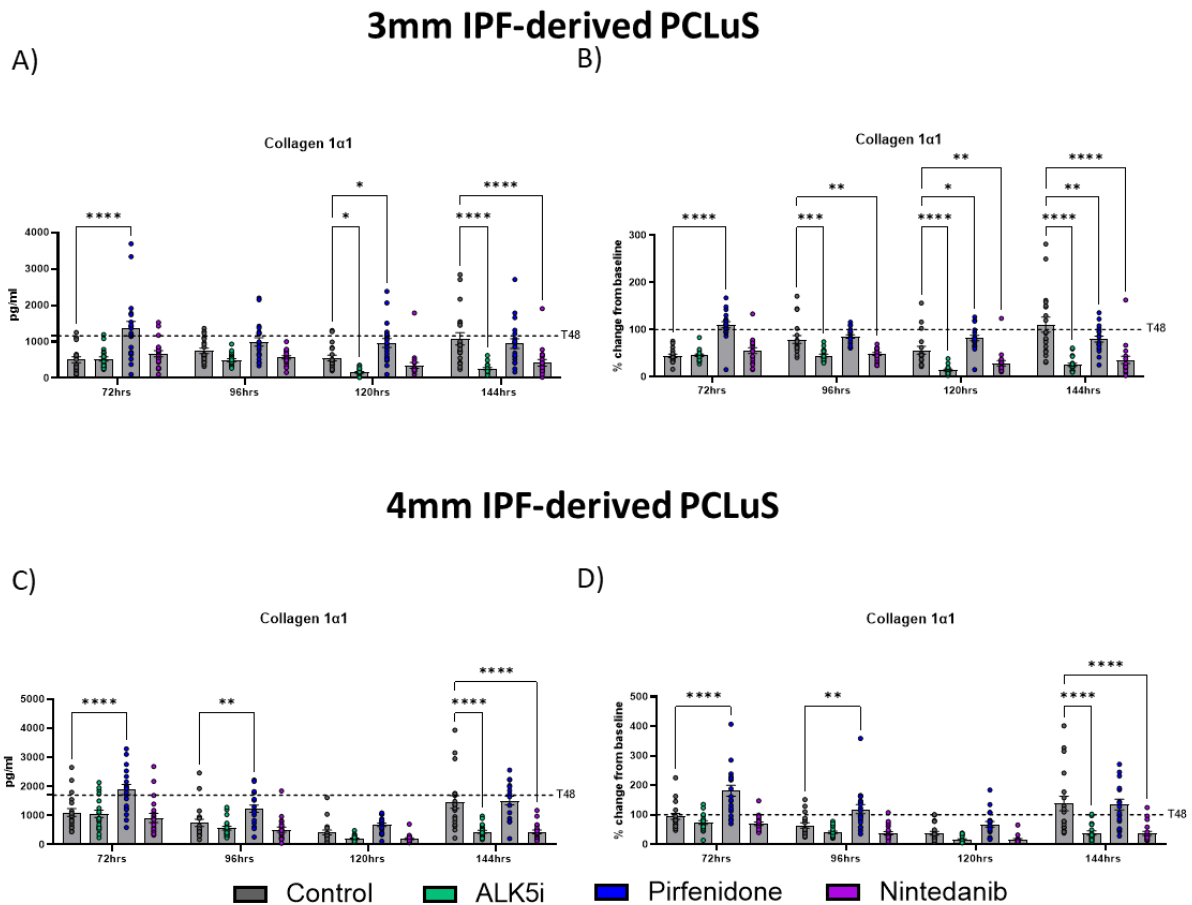 3mm IPF-derived PCLuS
A)
B)
Collagen 1α1
Collagen 1α1
pg/ml
4000
3000
2000
1000
0
****
*
*
****
****
T48
72hrs
96hrs
120hrs
144hrs
% change from baseline
300
200
100
0
****
**
***
**
*
****
****
**
****
T48
72hrs
96hrs
120hrs
144hrs
4mm IPF-derived PCLuS
C)
D)
Collagen 1α1
Collagen 1α1
pg/ml
5000
4000
3000
2000
1000
0
****
**
****
****
T48
72hrs
96hrs
120hrs
144hrs
% change from baseline
500
400
300
200
100
0
****
**
****
****
T48
72hrs
96hrs
120hrs
144hrs
Control
ALK5i
Pirfenidone
Nintedanib